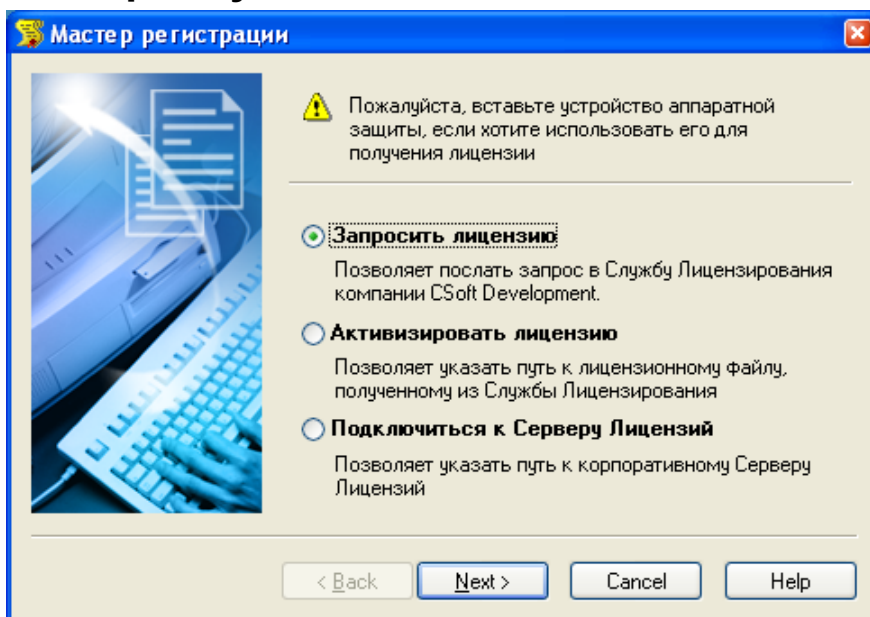 Мастер регистрации
Пожалуйста, вставьте устройство аппаратной
защиты, если хотите использовать его для
получения лицензии
Запросить лицензию
Позволяет послать запрос в Службу Лицензирования
компании CSoft Development.
Активизировать лицензию
Позволяет указать путь к лицензионному файлу,
полученному из Службы Лицензирования
Подключиться к Серверу Лицензий
Позволяет указать путь к корпоративному Серверу
Лицензий
< Back Next > Cancel Help